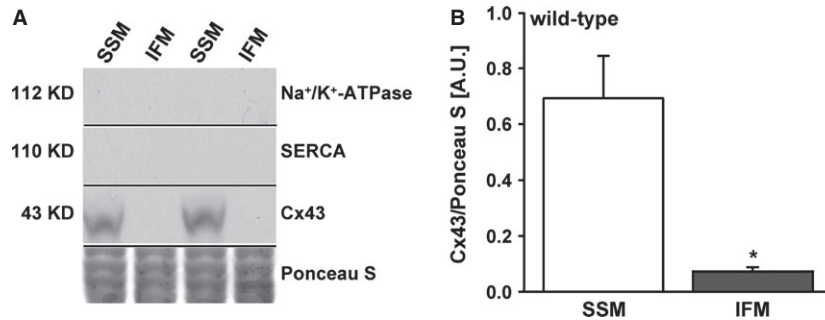 A
SSM IFM SSM IFM
112 KD Na⁺/K⁺-ATPase
110 KD SERCA
43 KD Cx43
Ponceau S
B
wild-type
Cx43/Ponceau S [A.U.]
1.0
0.8
0.6
0.4
0.2
0.0
*
SSM IFM